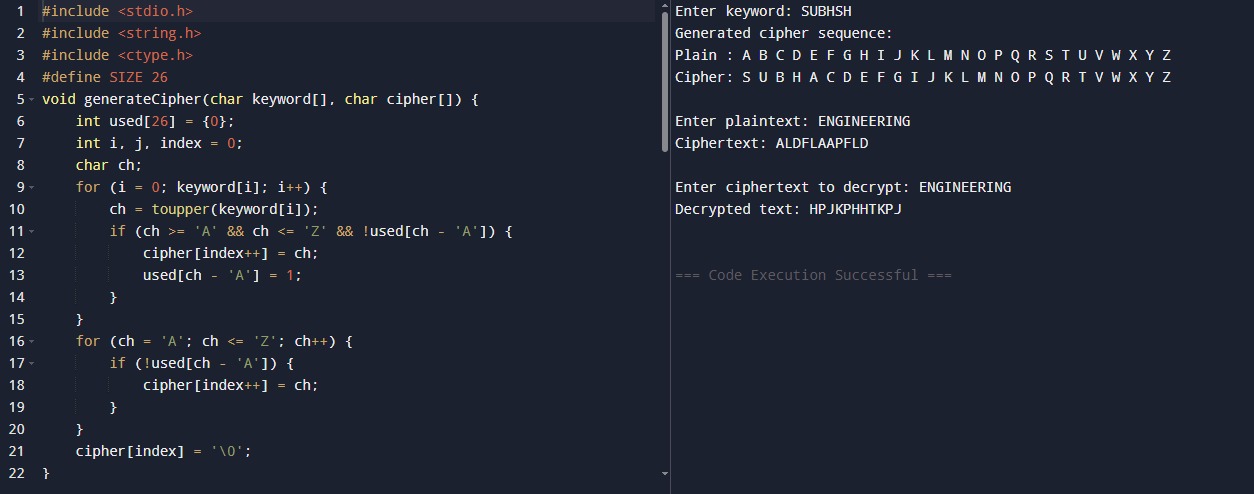 1 #include <stdio.h>
2 #include <string.h>
3 #include <ctype.h>
4 #define SIZE 26
5 void generateCipher(char keyword[], char cipher[]) {
6     int used[26] = {0};
7     int i, j, index = 0;
8     char ch;
9     for (i = 0; keyword[i]; i++) {
10         ch = toupper(keyword[i]);
11         if (ch >= 'A' && ch <= 'Z' && !used[ch - 'A']) {
12             cipher[index++] = ch;
13             used[ch - 'A'] = 1;
14         }
15     }
16     for (ch = 'A'; ch <= 'Z'; ch++) {
17         if (!used[ch - 'A']) {
18             cipher[index++] = ch;
19         }
20     }
21     cipher[index] = '\0';
22 }
Enter keyword: SUBHSH
Generated cipher sequence:
Plain : A B C D E F G H I J K L M N O P Q R S T U V W X Y Z
Cipher: S U B H A C D E F G I J K L M N O P Q R T V W X Y Z
Enter plaintext: ENGINEERING
Ciphertext: ALDFLAAPFLD
Enter ciphertext to decrypt: ENGINEERING
Decrypted text: HPJKPHHTKPJ
=== Code Execution Successful ===